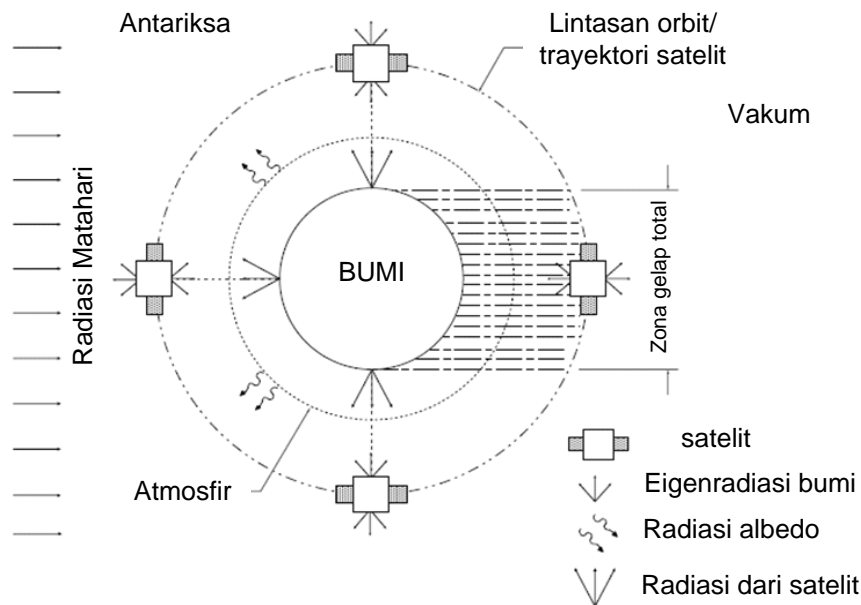 Antariksa
Lintasan orbit/
trayektori satelit
Vakum
Radiasi Matahari
BUMI
Zona gelap total
Atmosfir
satelit
Eigenradiasi bumi
Radiasi albedo
Radiasi dari satelit